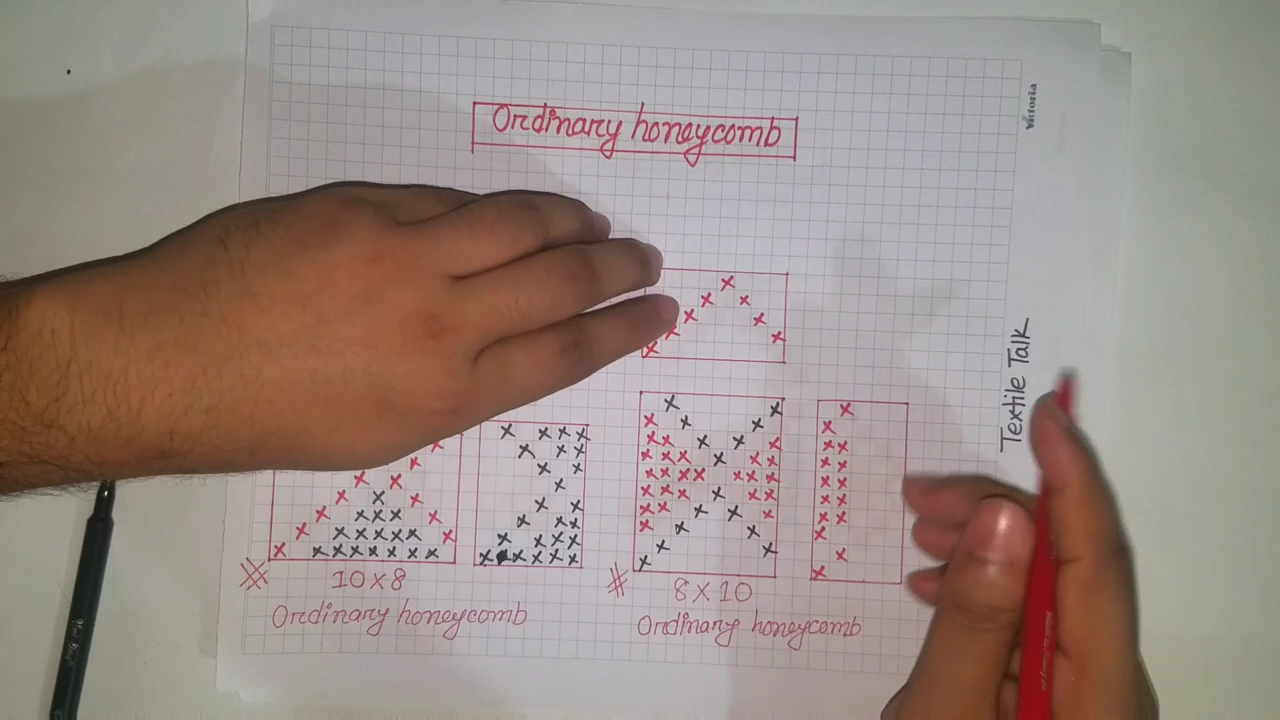 Ordinary honeycomb
Victoria
Textile Talk
10 X 8
Ordinary honeycomb
8 X 10
Ordinary honeycomb